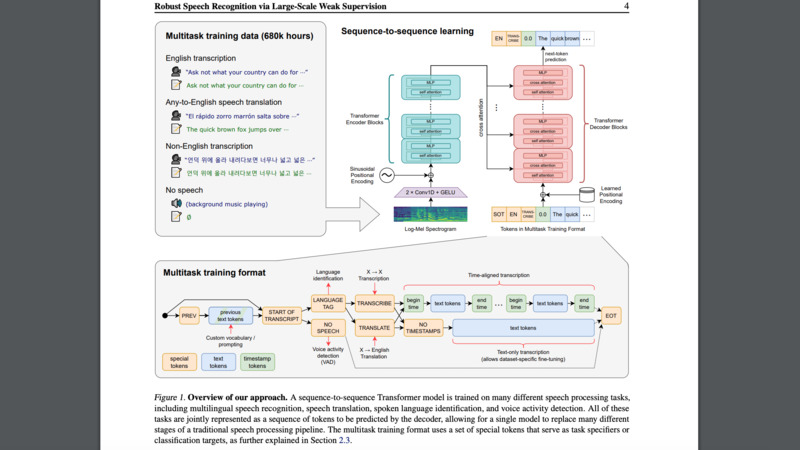 Robust Speech Recognition via Large-Scale Weak Supervision
4
Multitask training data (680k hours)
English transcription
"Ask not what your country can do for ⋯"
Ask not what your country can do for ⋯
Any-to-English speech translation
"El rápido zorro marrón salta sobre ⋯"
The quick brown fox jumps over ⋯
Non-English transcription
"언덕 위에 올라 내려다보면 너무나 넓고 넓은 ⋯"
언덕 위에 올라 내려다보면 너무나 넓고 넓은 ⋯
No speech
(background music playing)
∅
Sequence-to-sequence learning
EN
TRANS-
CRIBE
0.0
The
quick
brown
⋯
next-token
prediction
MLP
self attention
MLP
self attention
MLP
self attention
⋮
Transformer
Encoder Blocks
cross attention
⋯
MLP
cross attention
self attention
MLP
cross attention
self attention
MLP
cross attention
self attention
⋮
Transformer
Decoder Blocks
Sinusoidal
Positional
Encoding
2 × Conv1D + GELU
Log-Mel Spectrogram
Learned
Positional
Encoding
SOT
EN
TRANS-
CRIBE
0.0
The
quick
⋯
Tokens in Multitask Training Format
Multitask training format
Language
identification
X → X
Transcription
Time-aligned transcription
PREV
previous
text tokens
START OF
TRANSCRIPT
LANGUAGE
TAG
NO
SPEECH
TRANSCRIBE
TRANSLATE
begin
time
text tokens
end
time
⋯
begin
time
text tokens
end
time
NO
TIMESTAMPS
text tokens
EOT
Custom vocabulary /
prompting
Voice activity
detection
(VAD)
X → English
Translation
Text-only transcription
(allows dataset-specific fine-tuning)
special
tokens
text
tokens
timestamp
tokens
Figure 1. Overview of our approach. A sequence-to-sequence Transformer model is trained on many different speech processing tasks,
including multilingual speech recognition, speech translation, spoken language identification, and voice activity detection. All of these
tasks are jointly represented as a sequence of tokens to be predicted by the decoder, allowing for a single model to replace many different
stages of a traditional speech processing pipeline. The multitask training format uses a set of special tokens that serve as task specifiers or
classification targets, as further explained in Section 2.3.